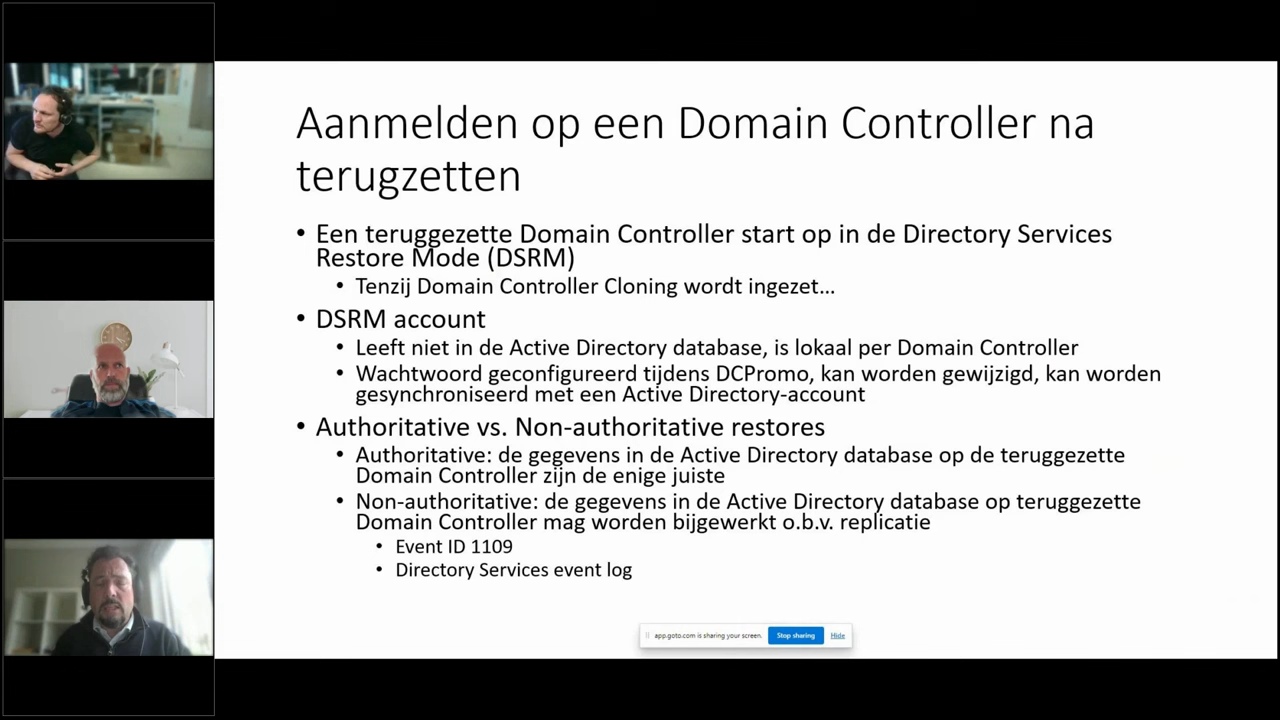 Aanmelden op een Domain Controller na
terugzetten
• Een teruggezette Domain Controller start op in de Directory Services
Restore Mode (DSRM)
• Tenzij Domain Controller Cloning wordt ingezet…
• DSRM account
• Leeft niet in de Active Directory database, is lokaal per Domain Controller
• Wachtwoord geconfigureerd tijdens DCPromo, kan worden gewijzigd, kan worden
gesynchroniseerd met een Active Directory-account
• Authoritative vs. Non-authoritative restores
• Authoritative: de gegevens in de Active Directory database op de teruggezette
Domain Controller zijn de enige juiste
• Non-authoritative: de gegevens in de Active Directory database op teruggezette
Domain Controller mag worden bijgewerkt o.b.v. replicatie
• Event ID 1109
• Directory Services event log
app.goto.com is sharing your screen. Stop sharing Hide